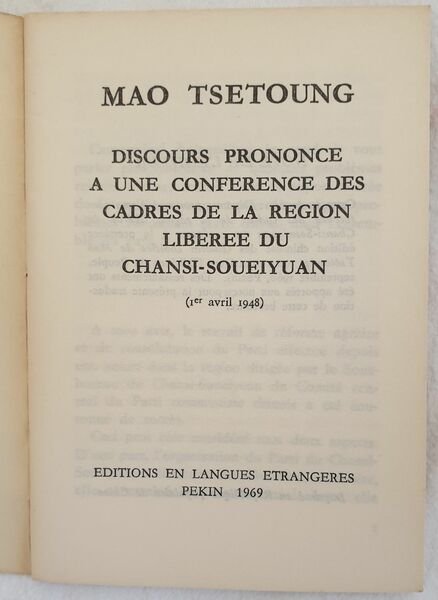 MAO TSETOUNG
DISCOURS PRONONCE
A UNE CONFERENCE DES
CADRES DE LA REGION
LIBEREE DU
CHANSI-SOUEIYUAN
(1er avril 1948)
EDITIONS EN LANGUES ETRANGERES
PEKIN 1969